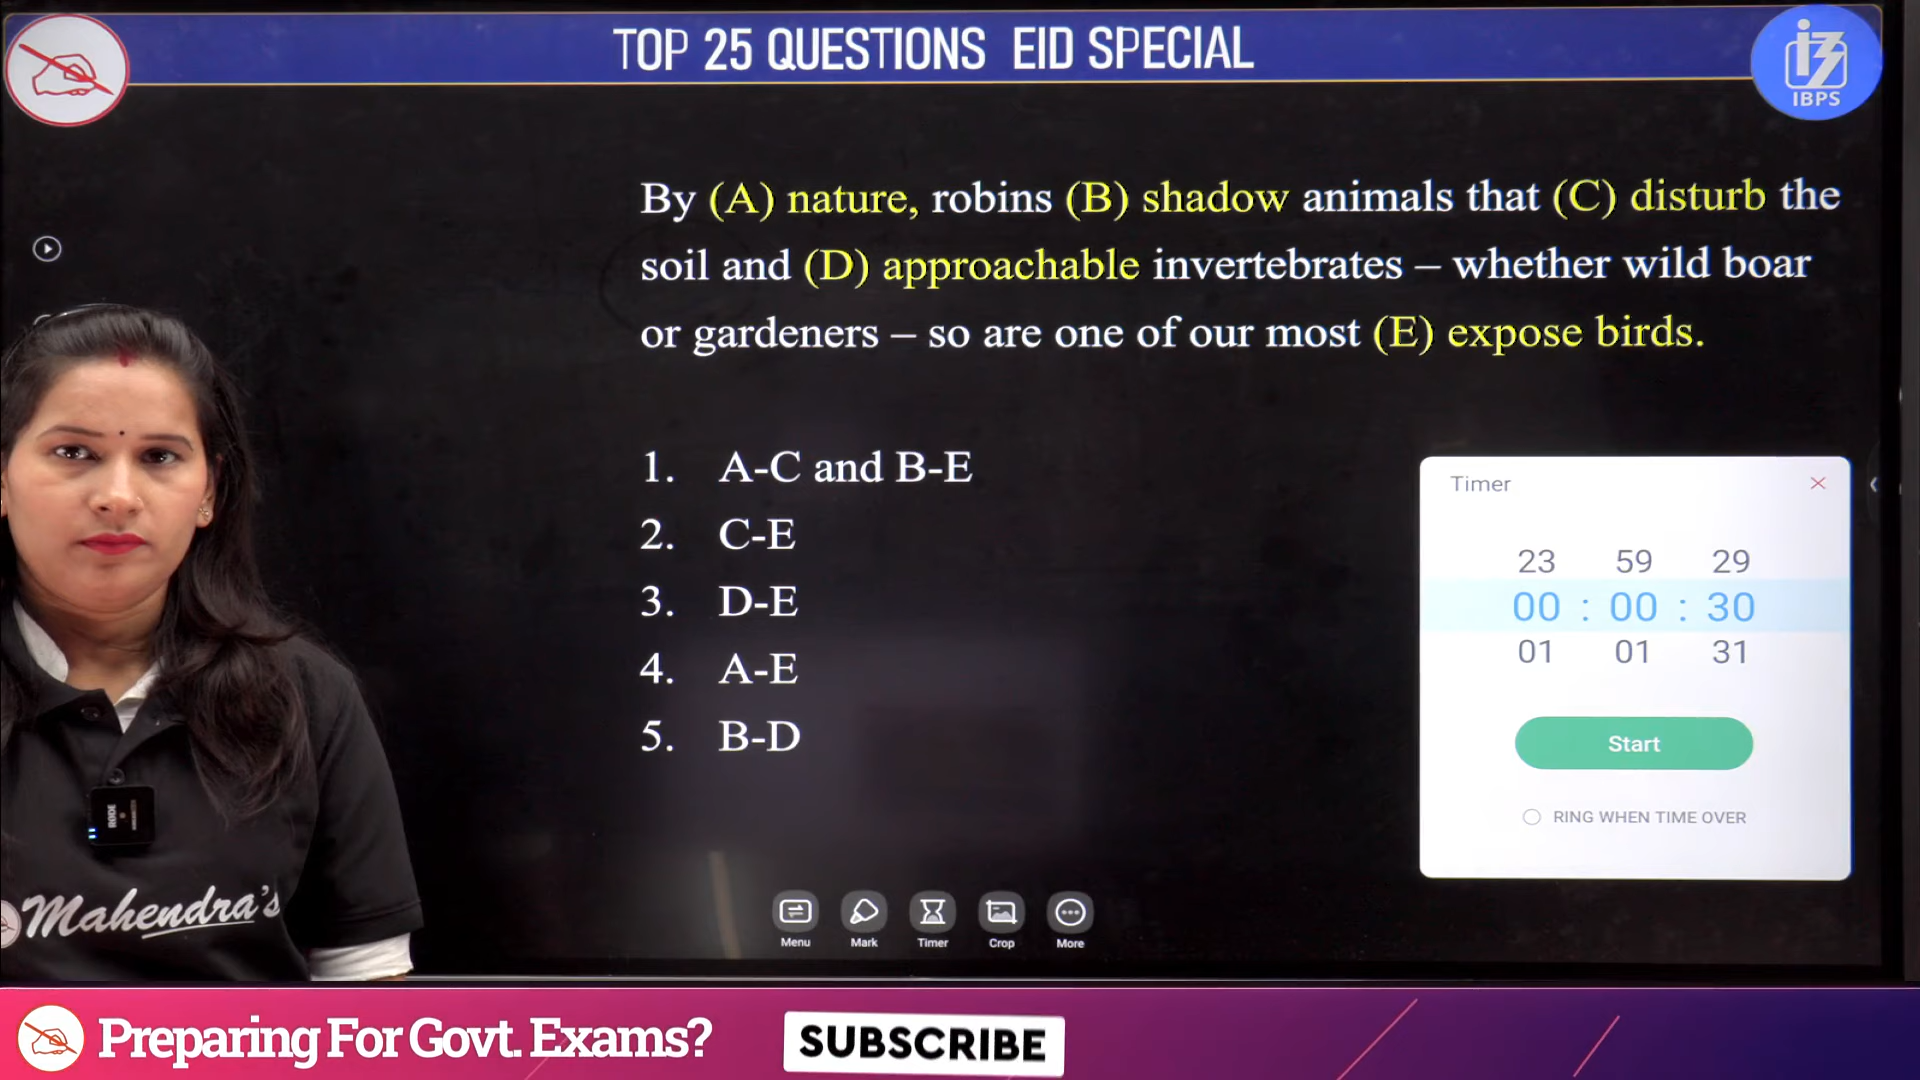 TOP 25 QUESTIONS EID SPECIAL
IBPS
By (A) nature, robins (B) shadow animals that (C) disturb the
soil and (D) approachable invertebrates – whether wild boar
or gardeners – so are one of our most (E) expose birds.
1. A-C and B-E
2. C-E
3. D-E
4. A-E
5. B-D
Timer
23 59 29
00 : 00 : 30
01 01 31
Start
RING WHEN TIME OVER
RODE
Mahendra's
Menu Mark Timer Crop More
Preparing For Govt. Exams?
SUBSCRIBE